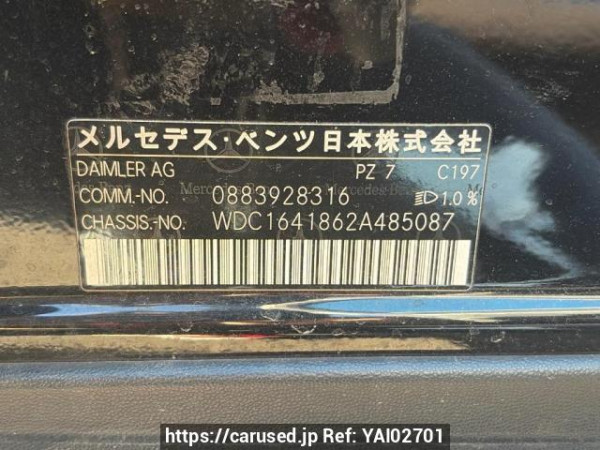 メルセデス・ベンツ日本株式会社
DAIMLER AG PZ 7 C197
COMM.-NO. 0883928316 1.0%
CHASSIS.-NO. WDC1641862A485087
https://carused.jp Ref: YAI02701